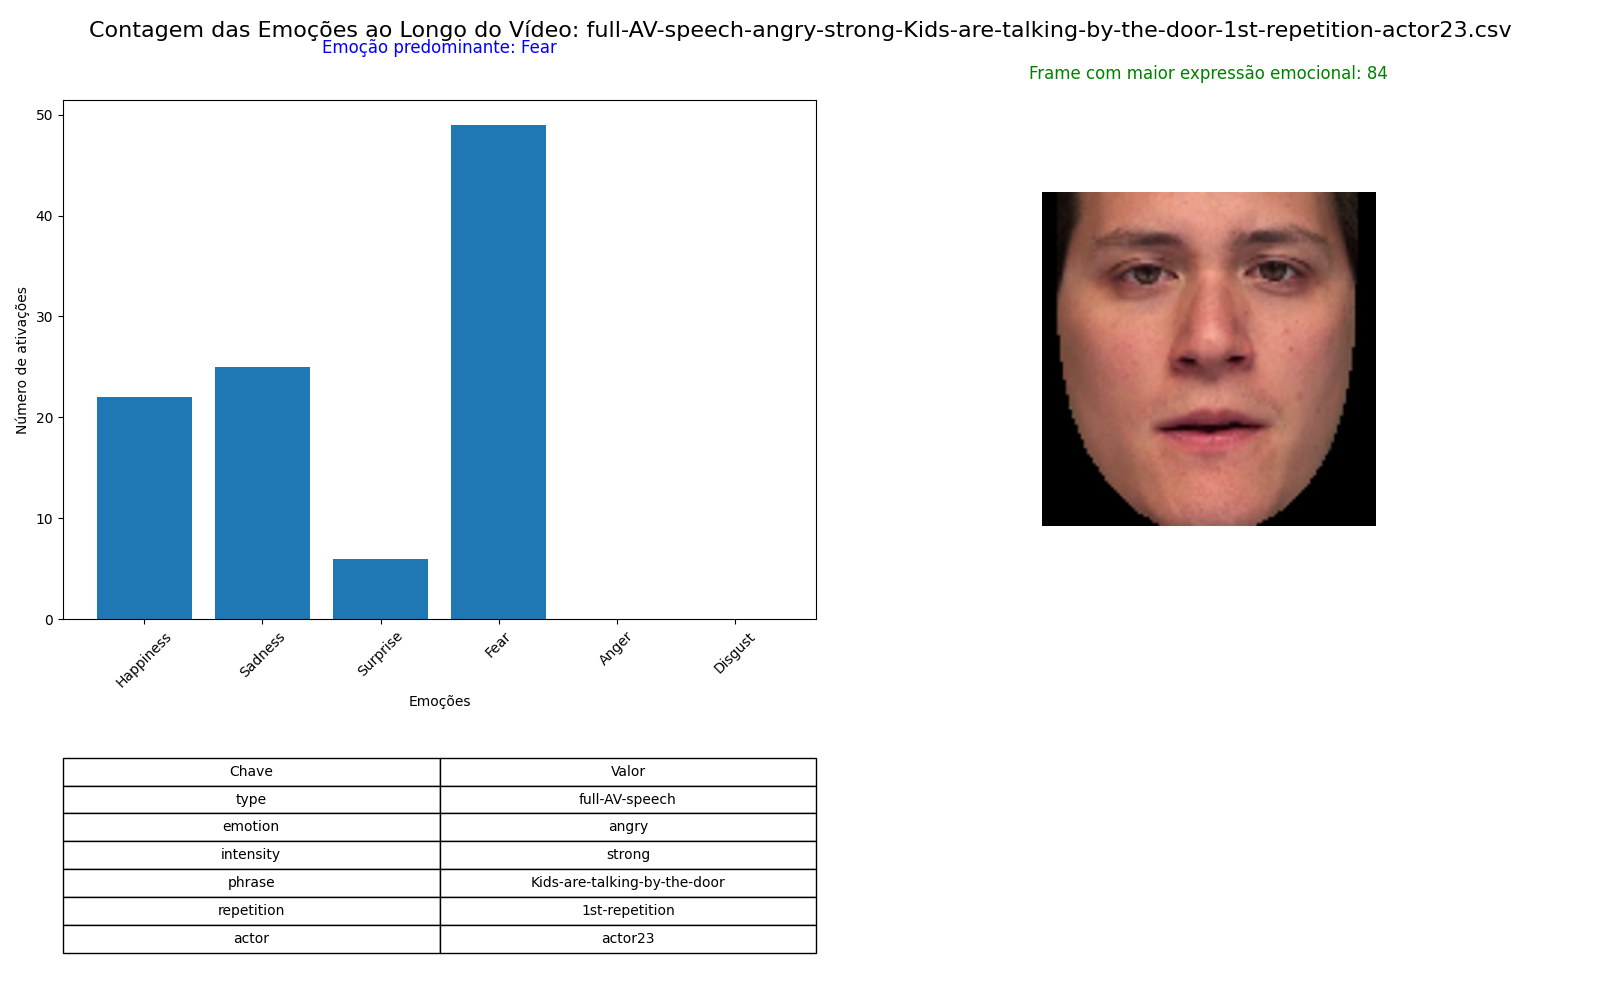 Contagem das Emoções ao Longo do Vídeo: full-AV-speech-angry-strong-Kids-are-talking-by-the-door-1st-repetition-actor23.csv
Emoção predominante: Fear
Frame com maior expressão emocional: 84
50
40
30
20
10
0
Número de ativações
Happiness
Sadness
Surprise
Fear
Anger
Disgust
Emoções
Chave Valor
type full-AV-speech
emotion angry
intensity strong
phrase Kids-are-talking-by-the-door
repetition 1st-repetition
actor actor23